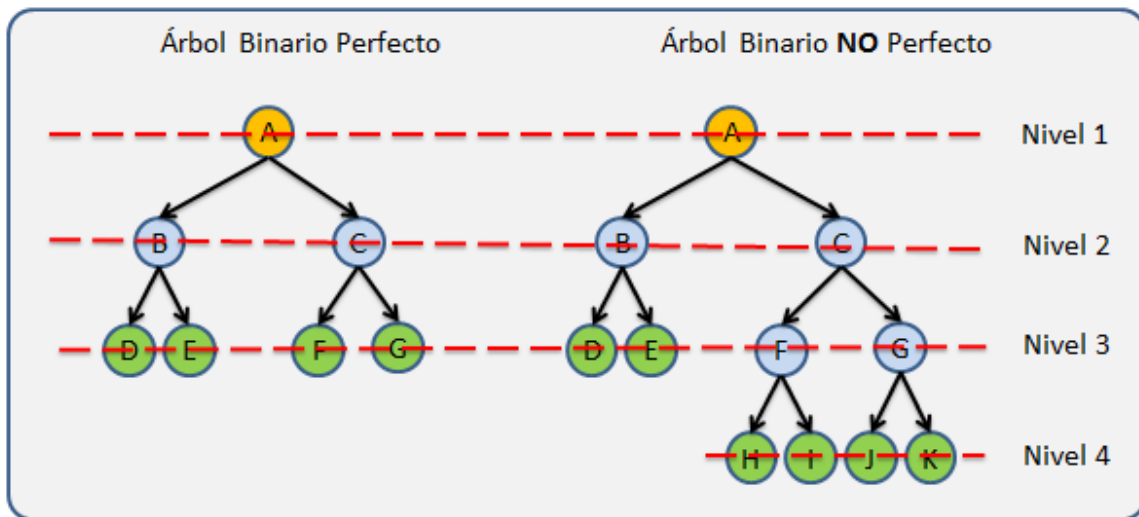 Árbol Binario Perfecto
Árbol Binario NO Perfecto
A
A
Nivel 1
B
C
B
C
Nivel 2
D
E
F
G
D
E
F
G
Nivel 3
H
I
J
K
Nivel 4